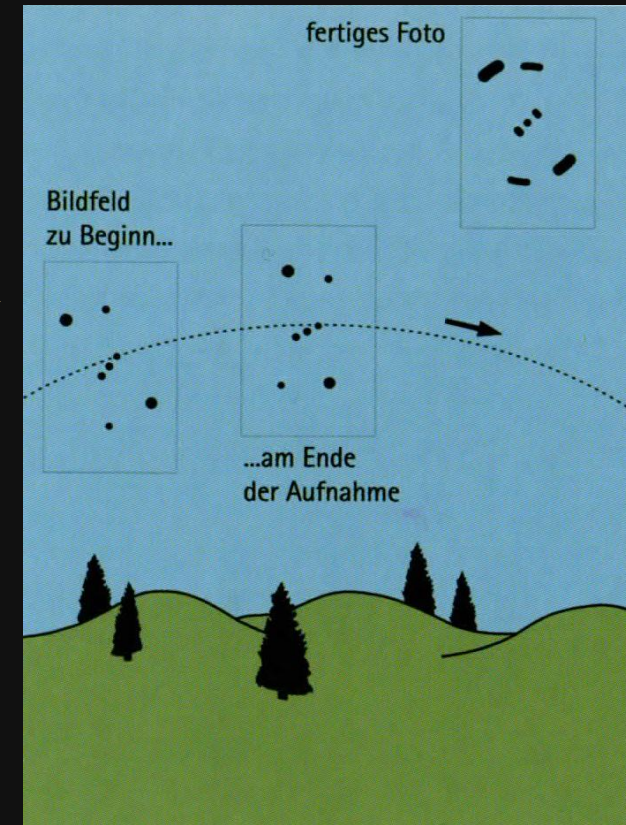 fertiges Foto
Bildfeld
zu Beginn...
...am Ende
der Aufnahme